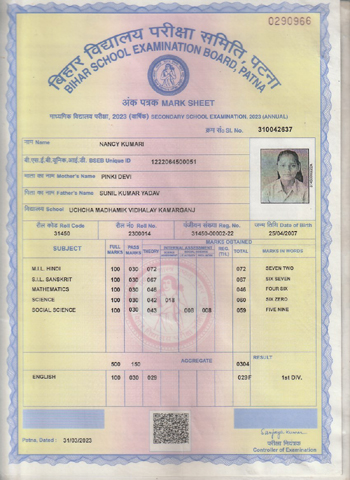 0290966
बिहार विद्यालय परीक्षा समिति, पटना
BIHAR SCHOOL EXAMINATION BOARD, PATNA
अंक पत्रक MARK SHEET
माध्यमिक विद्यालय परीक्षा, 2023 (वार्षिक) SECONDARY SCHOOL EXAMINATION, 2023 (ANNUAL)
क्रम सं॰ Sl. No. 310042637
नाम Name NANCY KUMARI
बी.एस.ई.बी.यूनिक.आई.डी. BSEB Unique ID 1222064500051
माता का नाम Mother's Name PINKI DEVI
पिता का नाम Father's Name SUNIL KUMAR YADAV
विद्यालय School UCHCHA MADHAMIK VIDHALAY KAMARGANJ
रौल कोड Roll Code रौल नं॰ Roll No. पंजीयन संख्या Reg. No. जन्म तिथि Date of Birth
31450 2300014 31450-00002-22 25/04/2007
MARKS OBTAINED
SUBJECT FULL MARKS PASS MARKS THEORY INTERNAL ASSESSMENT REG. (TH.) TOTAL MARKS IN WORDS
M.I.L. HINDI 100 030 072 072 SEVEN TWO
S.I.L. SANSKRIT 100 030 067 067 SIX SEVEN
MATHEMATICS 100 030 046 046 FOUR SIX
SCIENCE 100 030 042 018 060 SIX ZERO
SOCIAL SCIENCE 100 030 043 008 008 059 FIVE NINE
500 150 AGGREGATE 0304 RESULT
ENGLISH 100 030 029 029F 1st DIV.
Patna, Dated : 31/03/2023
परीक्षा नियंत्रक
Controller of Examination